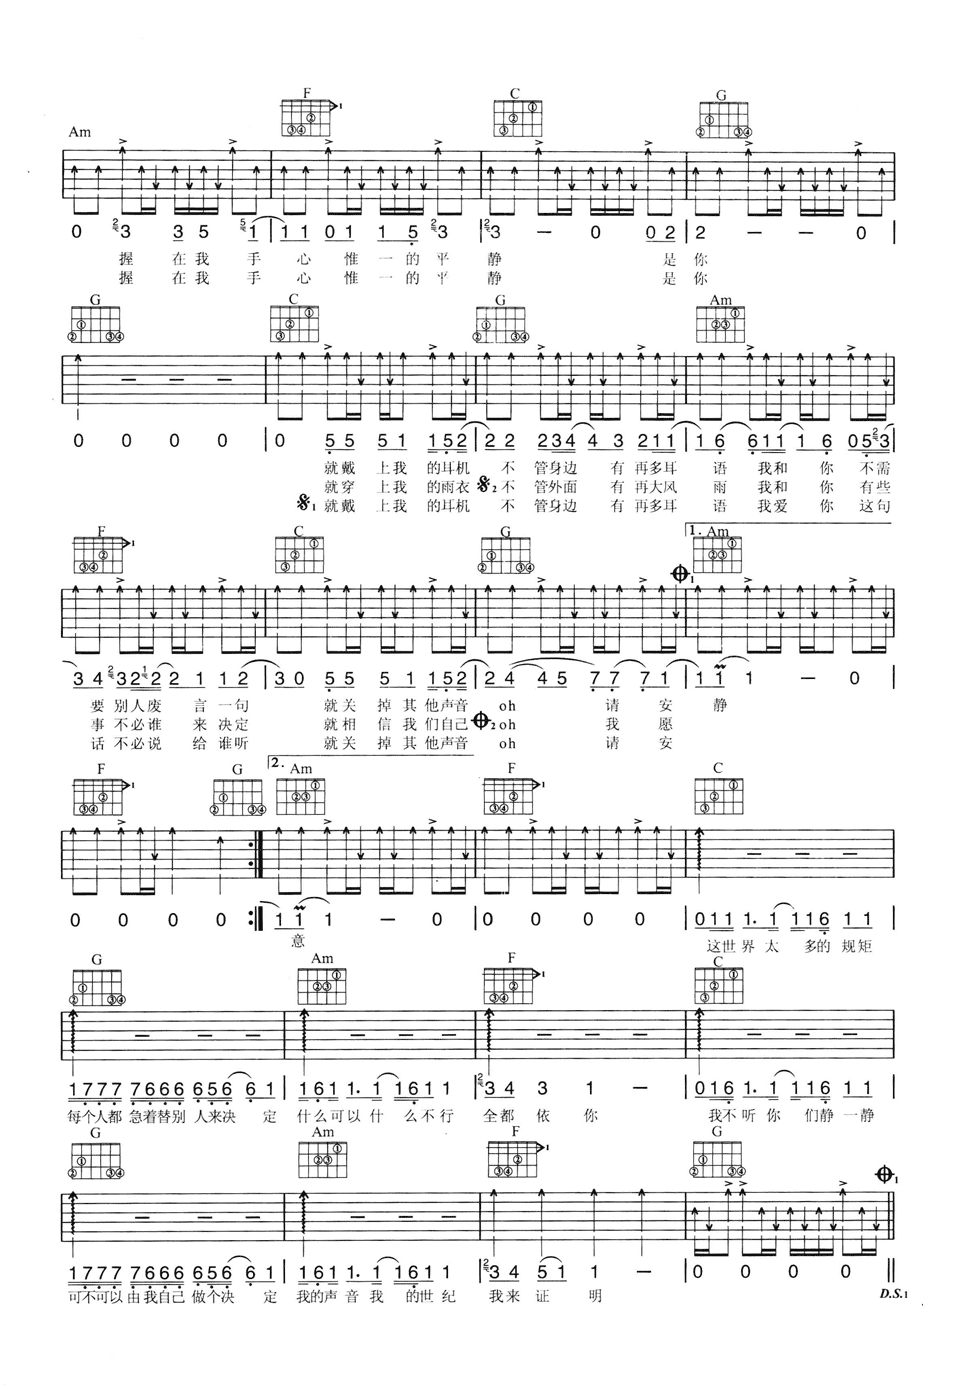 F C G
Am
0 3 3 5 1 | 1 1 0 1 1 5 3 | 3 — 0 0 2 | 2 — — 0 |
握 在我 手 心 惟 一 的 平 静 是 你
握 在我 手 心 惟 一 的 平 静 是 你
G C G Am
0 0 0 0 | 0 5 5 5 1 1 5 2 | 2 2 2 3 4 4 3 2 1 1 | 1 6 6 1 1 1 6 0 5 3
就戴 上我 的耳机 不 管身边 有 再多耳 语 我和 你 不需
就穿 上我 的雨衣 2 不 管外面 有 再大风 雨 我和 你 有些
1 就戴 上我 的耳机 不 管身边 有 再多耳 语 我爱 你 这句
F C G 1. Am
3 4 3 2 2 2 1 1 1 2 | 3 0 5 5 5 1 1 5 2 | 2 4 4 5 7 7 7 1 | 1 1 1 — 0
要 别人废 言 一句 就关 掉 其 他声音 oh 请 安 静
事 不必谁 来 决定 就相 信 我 们自己 2 oh 我 愿
话 不必说 给 谁听 就关 掉 其 他声音 oh 请 安
F G 2. Am F C
0 0 0 0 :|| 1 1 1 — 0 | 0 0 0 0 | 0 1 1 1 1. 1 1 1 6 1 1
意 这世 界 太 多的 规矩
G Am F C
1 7 7 7 7 6 6 6 6 5 6 6 1 | 1 6 1 1. 1 1 6 1 1 | 3 4 3 1 — | 0 1 6 1. 1 1 1 6 1 1
每个人都 急着替别 人来决 定 什么可以 什 么不行 全都 依 你 我不 听 你 们静 一静
G Am F G
1 7 7 7 7 6 6 6 6 5 6 6 1 | 1 6 1 1. 1 1 6 1 1 | 3 4 5 1 1 — | 0 0 0 0 ||
可不可以 由我自己 做个决 定 我的声 音 我 的世 纪 我来 证 明
D.S.1